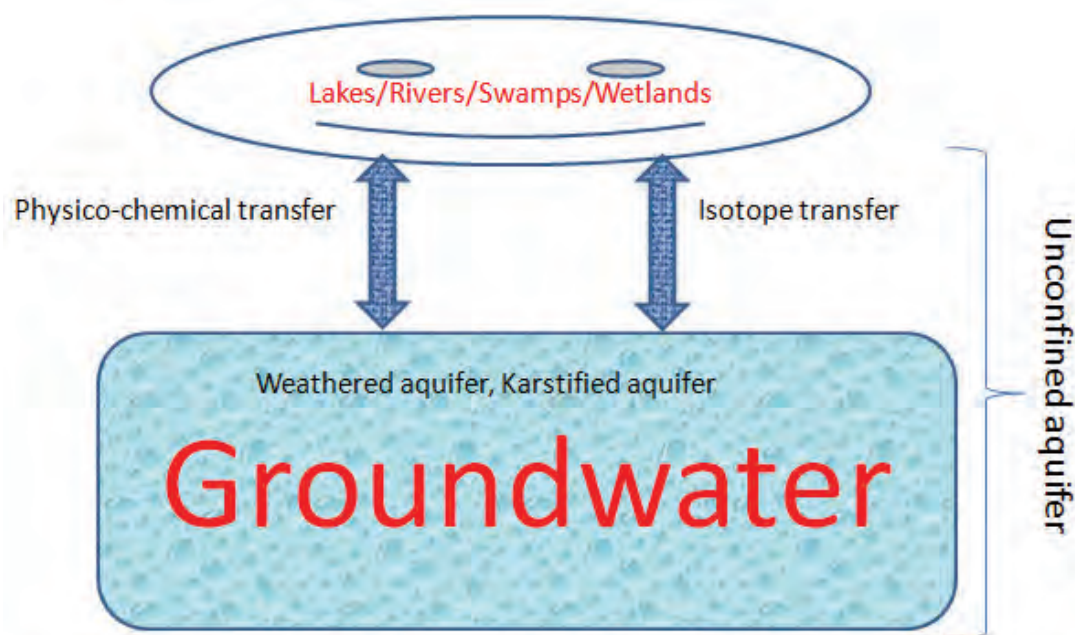 Lakes/Rivers/Swamps/Wetlands
Physico-chemical transfer
Isotope transfer
Unconfined aquifer
Weathered aquifer, Karstified aquifer
Groundwater